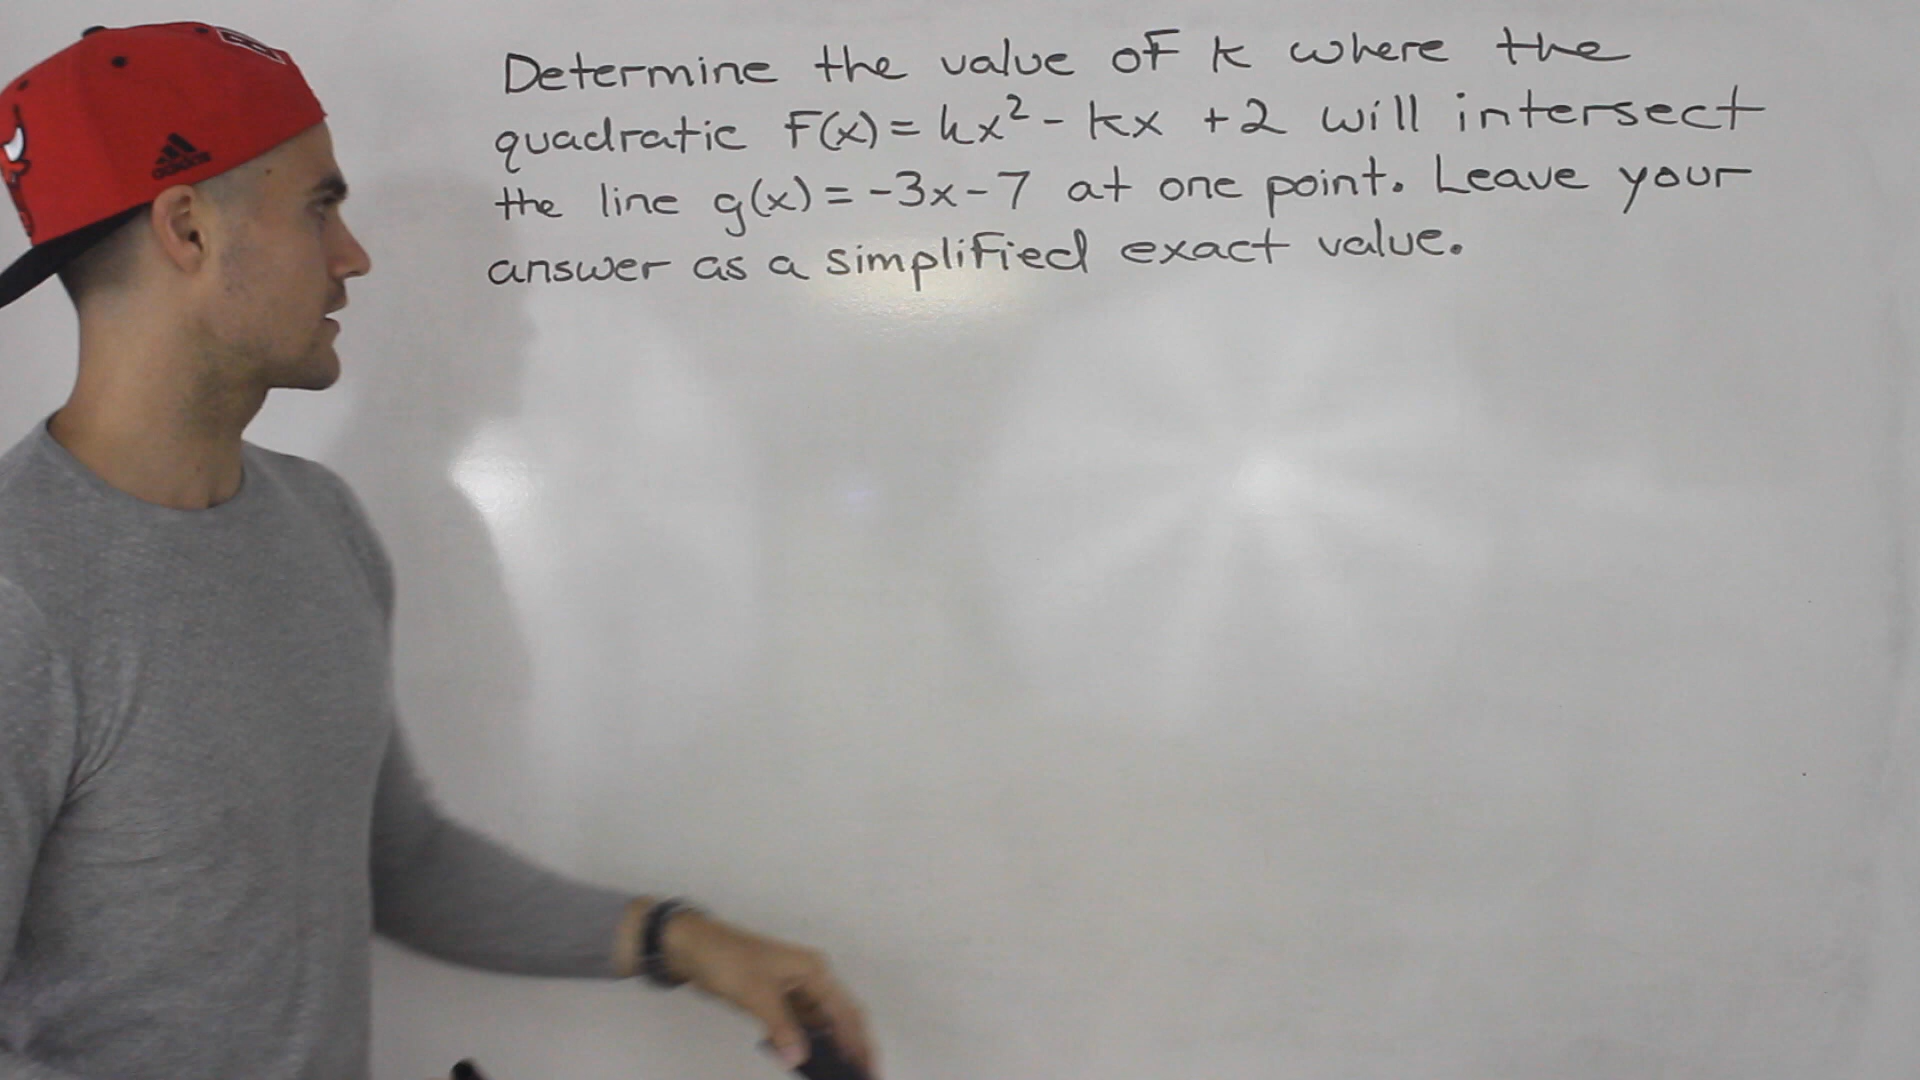 Determine the value of k where the
quadratic F(x) = kx² - kx + 2 will intersect
the line g(x) = -3x - 7 at one point. Leave your
answer as a simplified exact value.
adidas